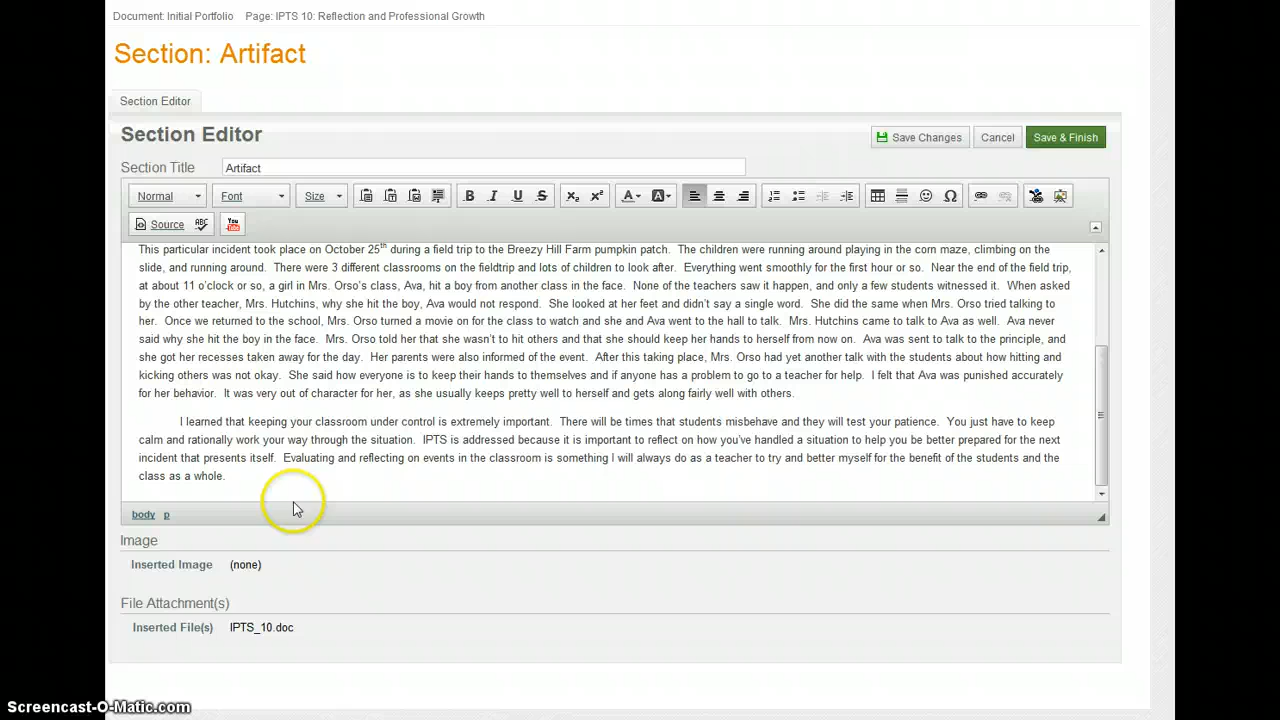 Document: Initial Portfolio Page: IPTS 10: Reflection and Professional Growth
Section: Artifact
Section Editor
Section Editor
Save Changes Cancel Save & Finish
Section Title Artifact
Normal Font Size B I U S x₂ x² A A Ω
Source ABC You Tube
This particular incident took place on October 25th during a field trip to the Breezy Hill Farm pumpkin patch. The children were running around playing in the corn maze, climbing on the
slide, and running around. There were 3 different classrooms on the fieldtrip and lots of children to look after. Everything went smoothly for the first hour or so. Near the end of the field trip,
at about 11 o'clock or so, a girl in Mrs. Orso's class, Ava, hit a boy from another class in the face. None of the teachers saw it happen, and only a few students witnessed it. When asked
by the other teacher, Mrs. Hutchins, why she hit the boy, Ava would not respond. She looked at her feet and didn't say a single word. She did the same when Mrs. Orso tried talking to
her. Once we returned to the school, Mrs. Orso turned a movie on for the class to watch and she and Ava went to the hall to talk. Mrs. Hutchins came to talk to Ava as well. Ava never
said why she hit the boy in the face. Mrs. Orso told her that she wasn't to hit others and that she should keep her hands to herself from now on. Ava was sent to talk to the principle, and
she got her recesses taken away for the day. Her parents were also informed of the event. After this taking place, Mrs. Orso had yet another talk with the students about how hitting and
kicking others was not okay. She said how everyone is to keep their hands to themselves and if anyone has a problem to go to a teacher for help. I felt that Ava was punished accurately
for her behavior. It was very out of character for her, as she usually keeps pretty well to herself and gets along fairly well with others.
I learned that keeping your classroom under control is extremely important. There will be times that students misbehave and they will test your patience. You just have to keep
calm and rationally work your way through the situation. IPTS is addressed because it is important to reflect on how you've handled a situation to help you be better prepared for the next
incident that presents itself. Evaluating and reflecting on events in the classroom is something I will always do as a teacher to try and better myself for the benefit of the students and the
class as a whole.
body p
Image
Inserted Image (none)
File Attachment(s)
Inserted File(s) IPTS_10.doc
Screencast-O-Matic.com